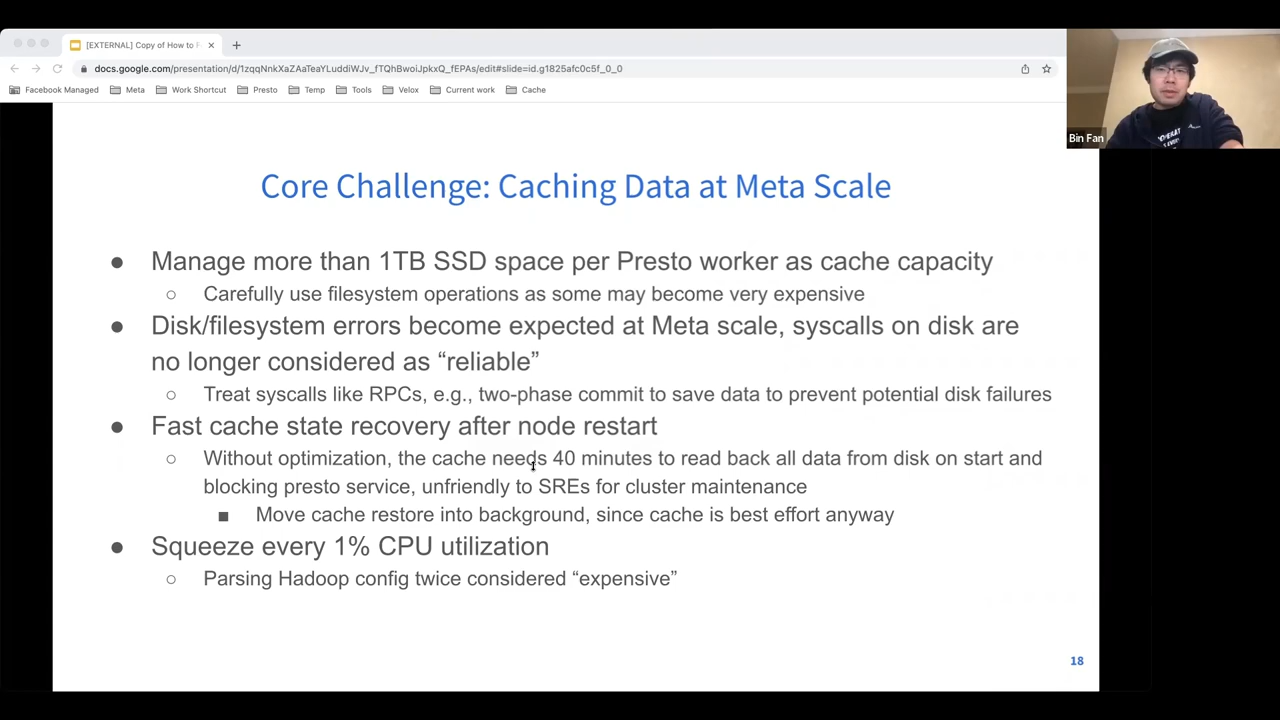 [EXTERNAL] Copy of How to F
docs.google.com/presentation/d/1zqqNnkXaZAaTeaYLuddiWJv_fTQhBwoiJpkxQ_fEPAs/edit#slide=id.g1825afc0c5f_0_0
Facebook Managed Meta Work Shortcut Presto Temp Tools Velox Current work Cache
Bin Fan
Core Challenge: Caching Data at Meta Scale
● Manage more than 1TB SSD space per Presto worker as cache capacity
○ Carefully use filesystem operations as some may become very expensive
● Disk/filesystem errors become expected at Meta scale, syscalls on disk are
no longer considered as “reliable”
○ Treat syscalls like RPCs, e.g., two-phase commit to save data to prevent potential disk failures
● Fast cache state recovery after node restart
○ Without optimization, the cache needs 40 minutes to read back all data from disk on start and
blocking presto service, unfriendly to SREs for cluster maintenance
■ Move cache restore into background, since cache is best effort anyway
● Squeeze every 1% CPU utilization
○ Parsing Hadoop config twice considered “expensive”
18